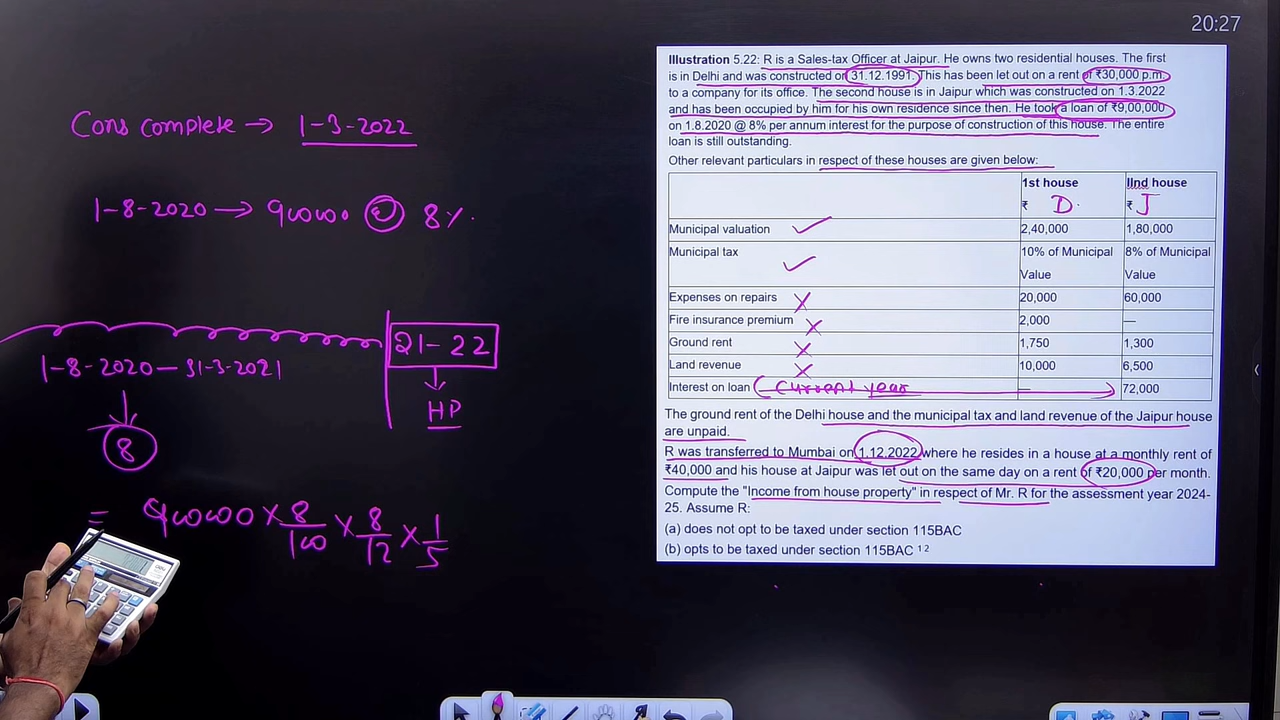 20:27
Cons complete → 1-3-2022
1-8-2020 → 900000 @ 8%.
1-8-2020 — 31-3-2021
21-22
HP
8
= 900000 × 8/100 × 8/12 × 1/5
Illustration 5.22: R is a Sales-tax Officer at Jaipur. He owns two residential houses. The first
is in Delhi and was constructed on 31.12.1991. This has been let out on a rent of ₹30,000 p.m.
to a company for its office. The second house is in Jaipur which was constructed on 1.3.2022
and has been occupied by him for his own residence since then. He took a loan of ₹9,00,000
on 1.8.2020 @ 8% per annum interest for the purpose of construction of this house. The entire
loan is still outstanding.
Other relevant particulars in respect of these houses are given below:
1st house IInd house
₹ D. ₹ J
Municipal valuation 2,40,000 1,80,000
Municipal tax 10% of Municipal Value 8% of Municipal Value
Expenses on repairs 20,000 60,000
Fire insurance premium 2,000 —
Ground rent 1,750 1,300
Land revenue 10,000 6,500
Interest on loan (Current year) — 72,000
The ground rent of the Delhi house and the municipal tax and land revenue of the Jaipur house
are unpaid.
R was transferred to Mumbai on 1.12.2022 where he resides in a house at a monthly rent of
₹40,000 and his house at Jaipur was let out on the same day on a rent of ₹20,000 per month.
Compute the "Income from house property" in respect of Mr. R for the assessment year 2024-
25. Assume R:
(a) does not opt to be taxed under section 115BAC
(b) opts to be taxed under section 115BAC 12